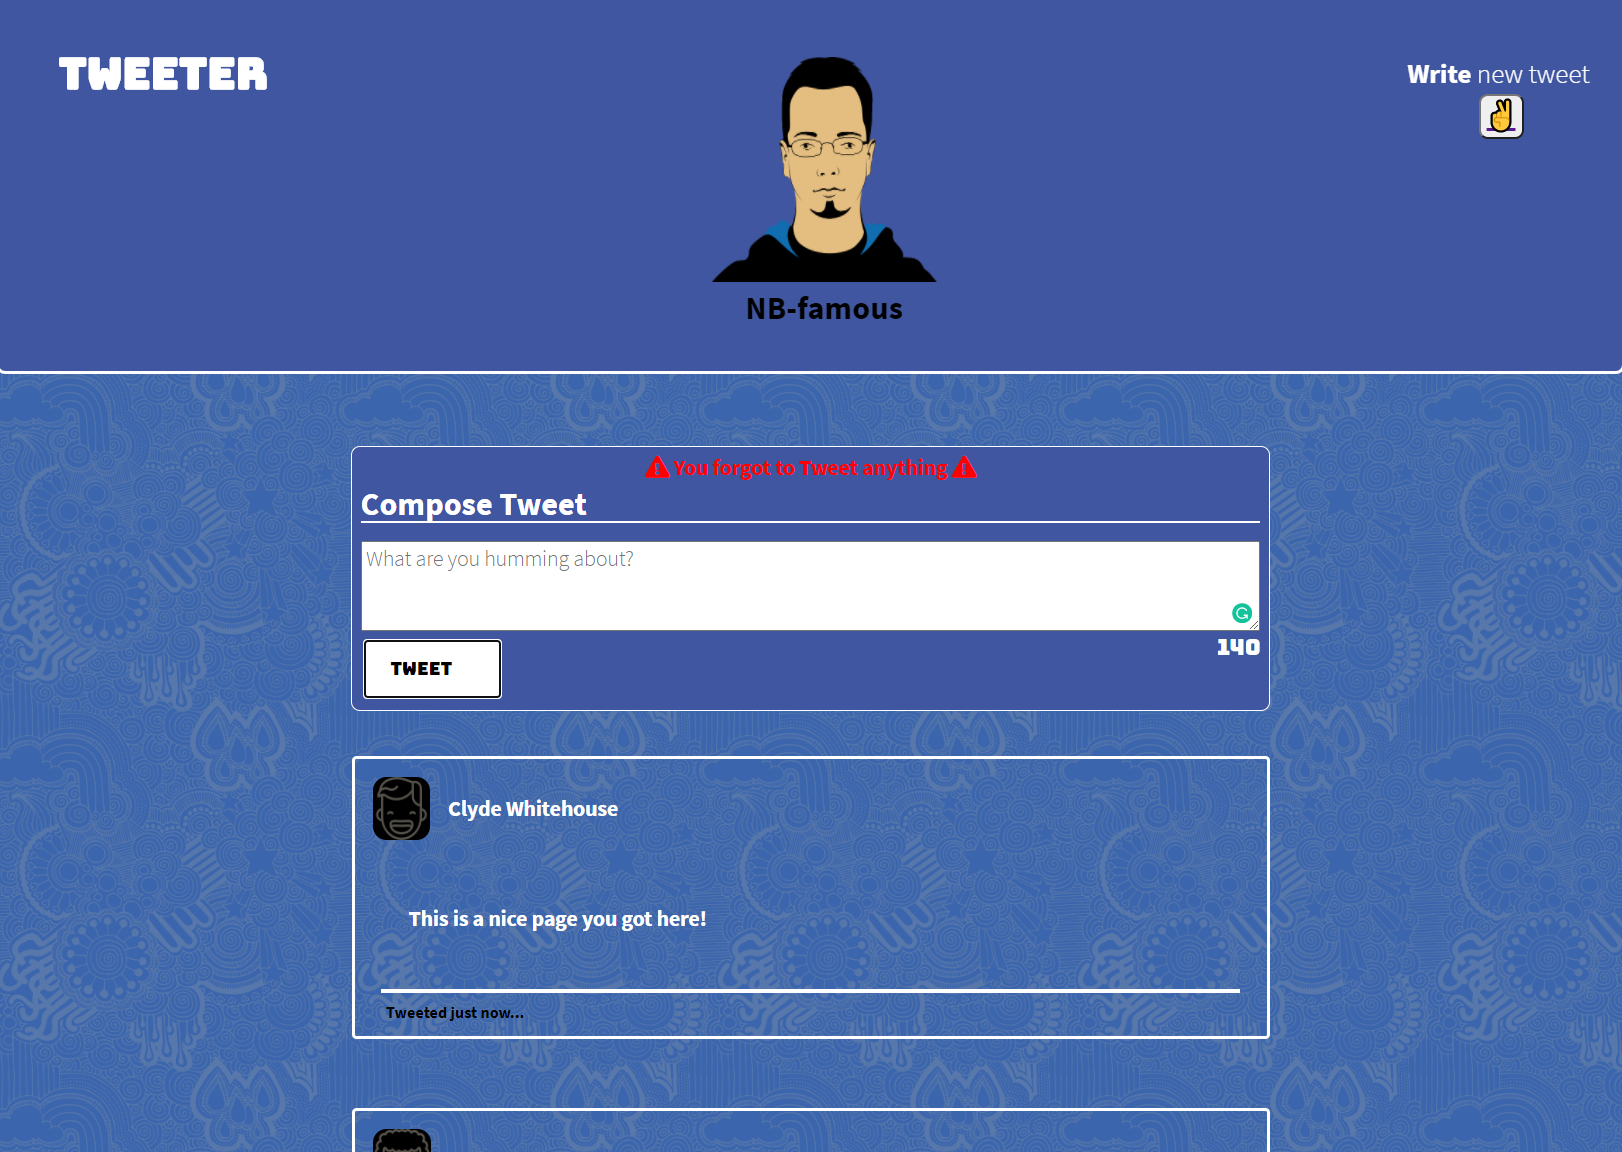 TWEETER
Write new tweet
NB-famous
You forgot to Tweet anything
Compose Tweet
What are you humming about?
140
TWEET
Clyde Whitehouse
This is a nice page you got here!
Tweeted just now...